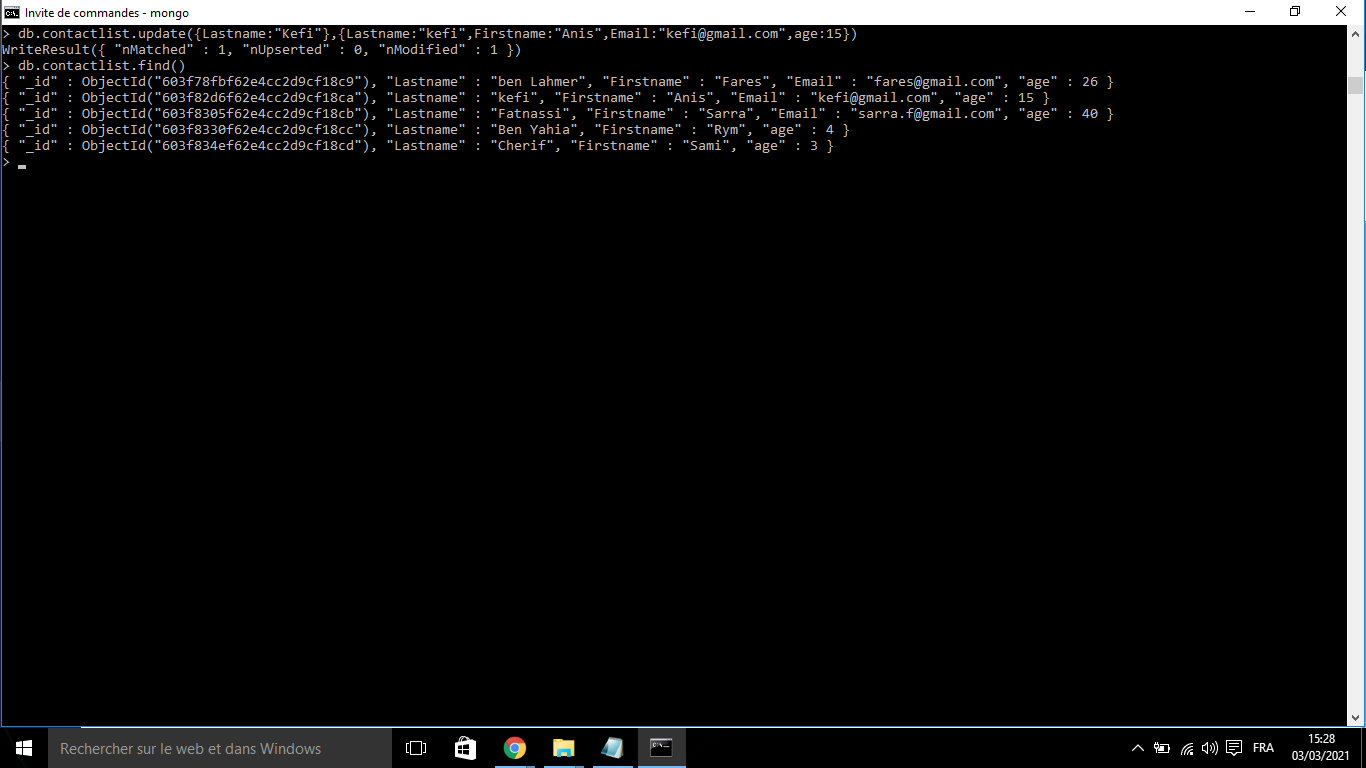 Invite de commandes - mongo
> db.contactlist.update({Lastname:"Kefi"},{Lastname:"kefi",Firstname:"Anis",Email:"kefi@gmail.com",age:15})
WriteResult({ "nMatched" : 1, "nUpserted" : 0, "nModified" : 1 })
> db.contactlist.find()
{ "_id" : ObjectId("603f78fbf62e4cc2d9cf18c9"), "Lastname" : "ben Lahmer", "Firstname" : "Fares", "Email" : "fares@gmail.com", "age" : 26 }
{ "_id" : ObjectId("603f82d6f62e4cc2d9cf18ca"), "Lastname" : "kefi", "Firstname" : "Anis", "Email" : "kefi@gmail.com", "age" : 15 }
{ "_id" : ObjectId("603f8305f62e4cc2d9cf18cb"), "Lastname" : "Fatnassi", "Firstname" : "Sarra", "Email" : "sarra.f@gmail.com", "age" : 40 }
{ "_id" : ObjectId("603f8330f62e4cc2d9cf18cc"), "Lastname" : "Ben Yahia", "Firstname" : "Rym", "age" : 4 }
{ "_id" : ObjectId("603f834ef62e4cc2d9cf18cd"), "Lastname" : "Cherif", "Firstname" : "Sami", "age" : 3 }
>
Rechercher sur le web et dans Windows
FRA
15:28
03/03/2021